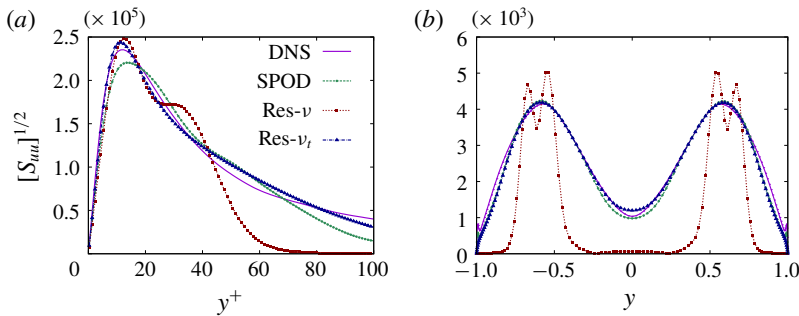 (a) (× 10⁵)
2.5
2.0
1.5
1.0
0.5
0 20 40 60 80 100
[S_uu]^1/2
y⁺
DNS
SPOD
Res-ν
Res-ν_t
(b) (× 10³)
6
5
4
3
2
1
0
−1.0 −0.5 0 0.5 1.0
y